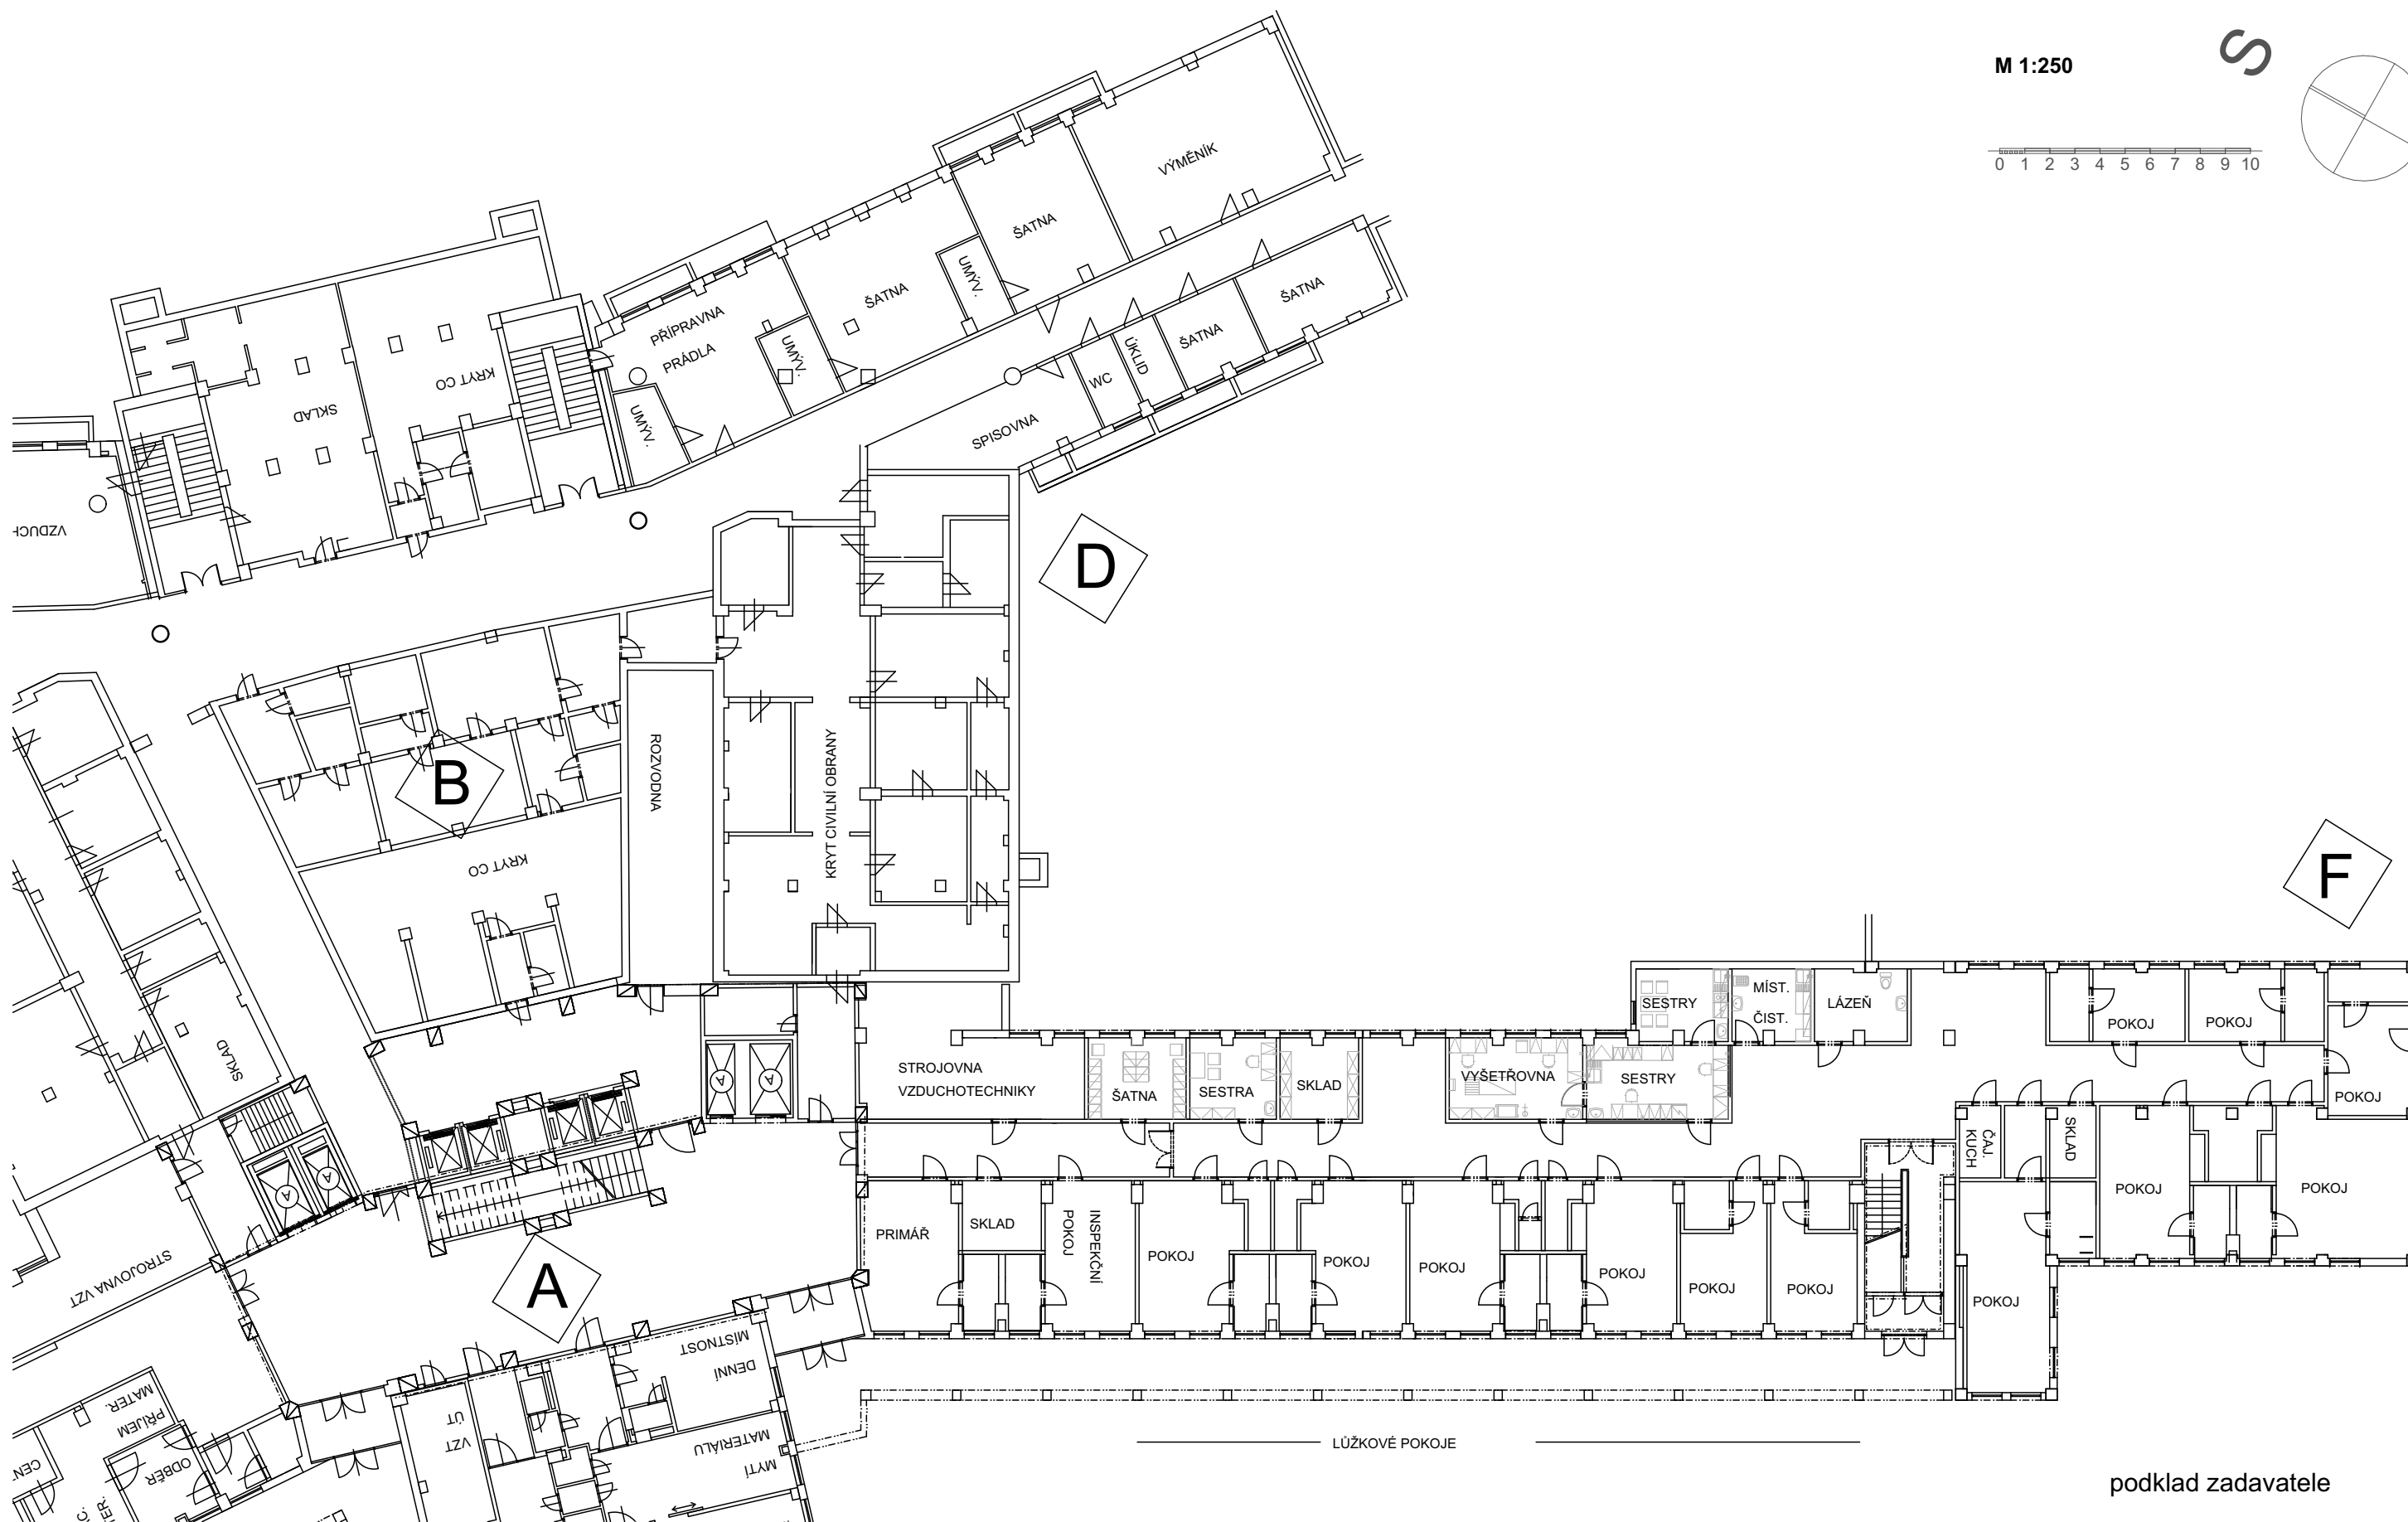 M 1:250
S
0 1 2 3 4 5 6 7 8 9 10
VÝMĚNÍK
ŠATNA
UMÝV.
ŠATNA
PŘÍPRAVNA
PRÁDLA
UMÝV.
UMÝV.
ŠATNA
ŠATNA
ÚKLID
WC
SPISOVNA
KRYT CO
SKLAD
VZDUCH
D
B
ROZVODNA
KRYT CIVILNÍ OBRANY
KRYT CO
F
SKLAD
SESTRY
MÍST.
ČIST.
LÁZEŇ
POKOJ
POKOJ
POKOJ
STROJOVNA
VZDUCHOTECHNIKY
ŠATNA
SESTRA
SKLAD
VYŠETŘOVNA
SESTRY
A
A
A
A
ČAJ.
KUCH
SKLAD
POKOJ
POKOJ
PRIMÁŘ
SKLAD
INSPEKČNÍ
POKOJ
POKOJ
POKOJ
POKOJ
POKOJ
POKOJ
POKOJ
POKOJ
STROJOVNA VZT
A
DENNÍ
MÍSTNOST
PŘÍJEM
MATER.
ÚT
VZT
MYTÍ
MATERIÁLU
ODBĚR.
CENT
TER.
LŮŽKOVÉ POKOJE
podklad zadavatele